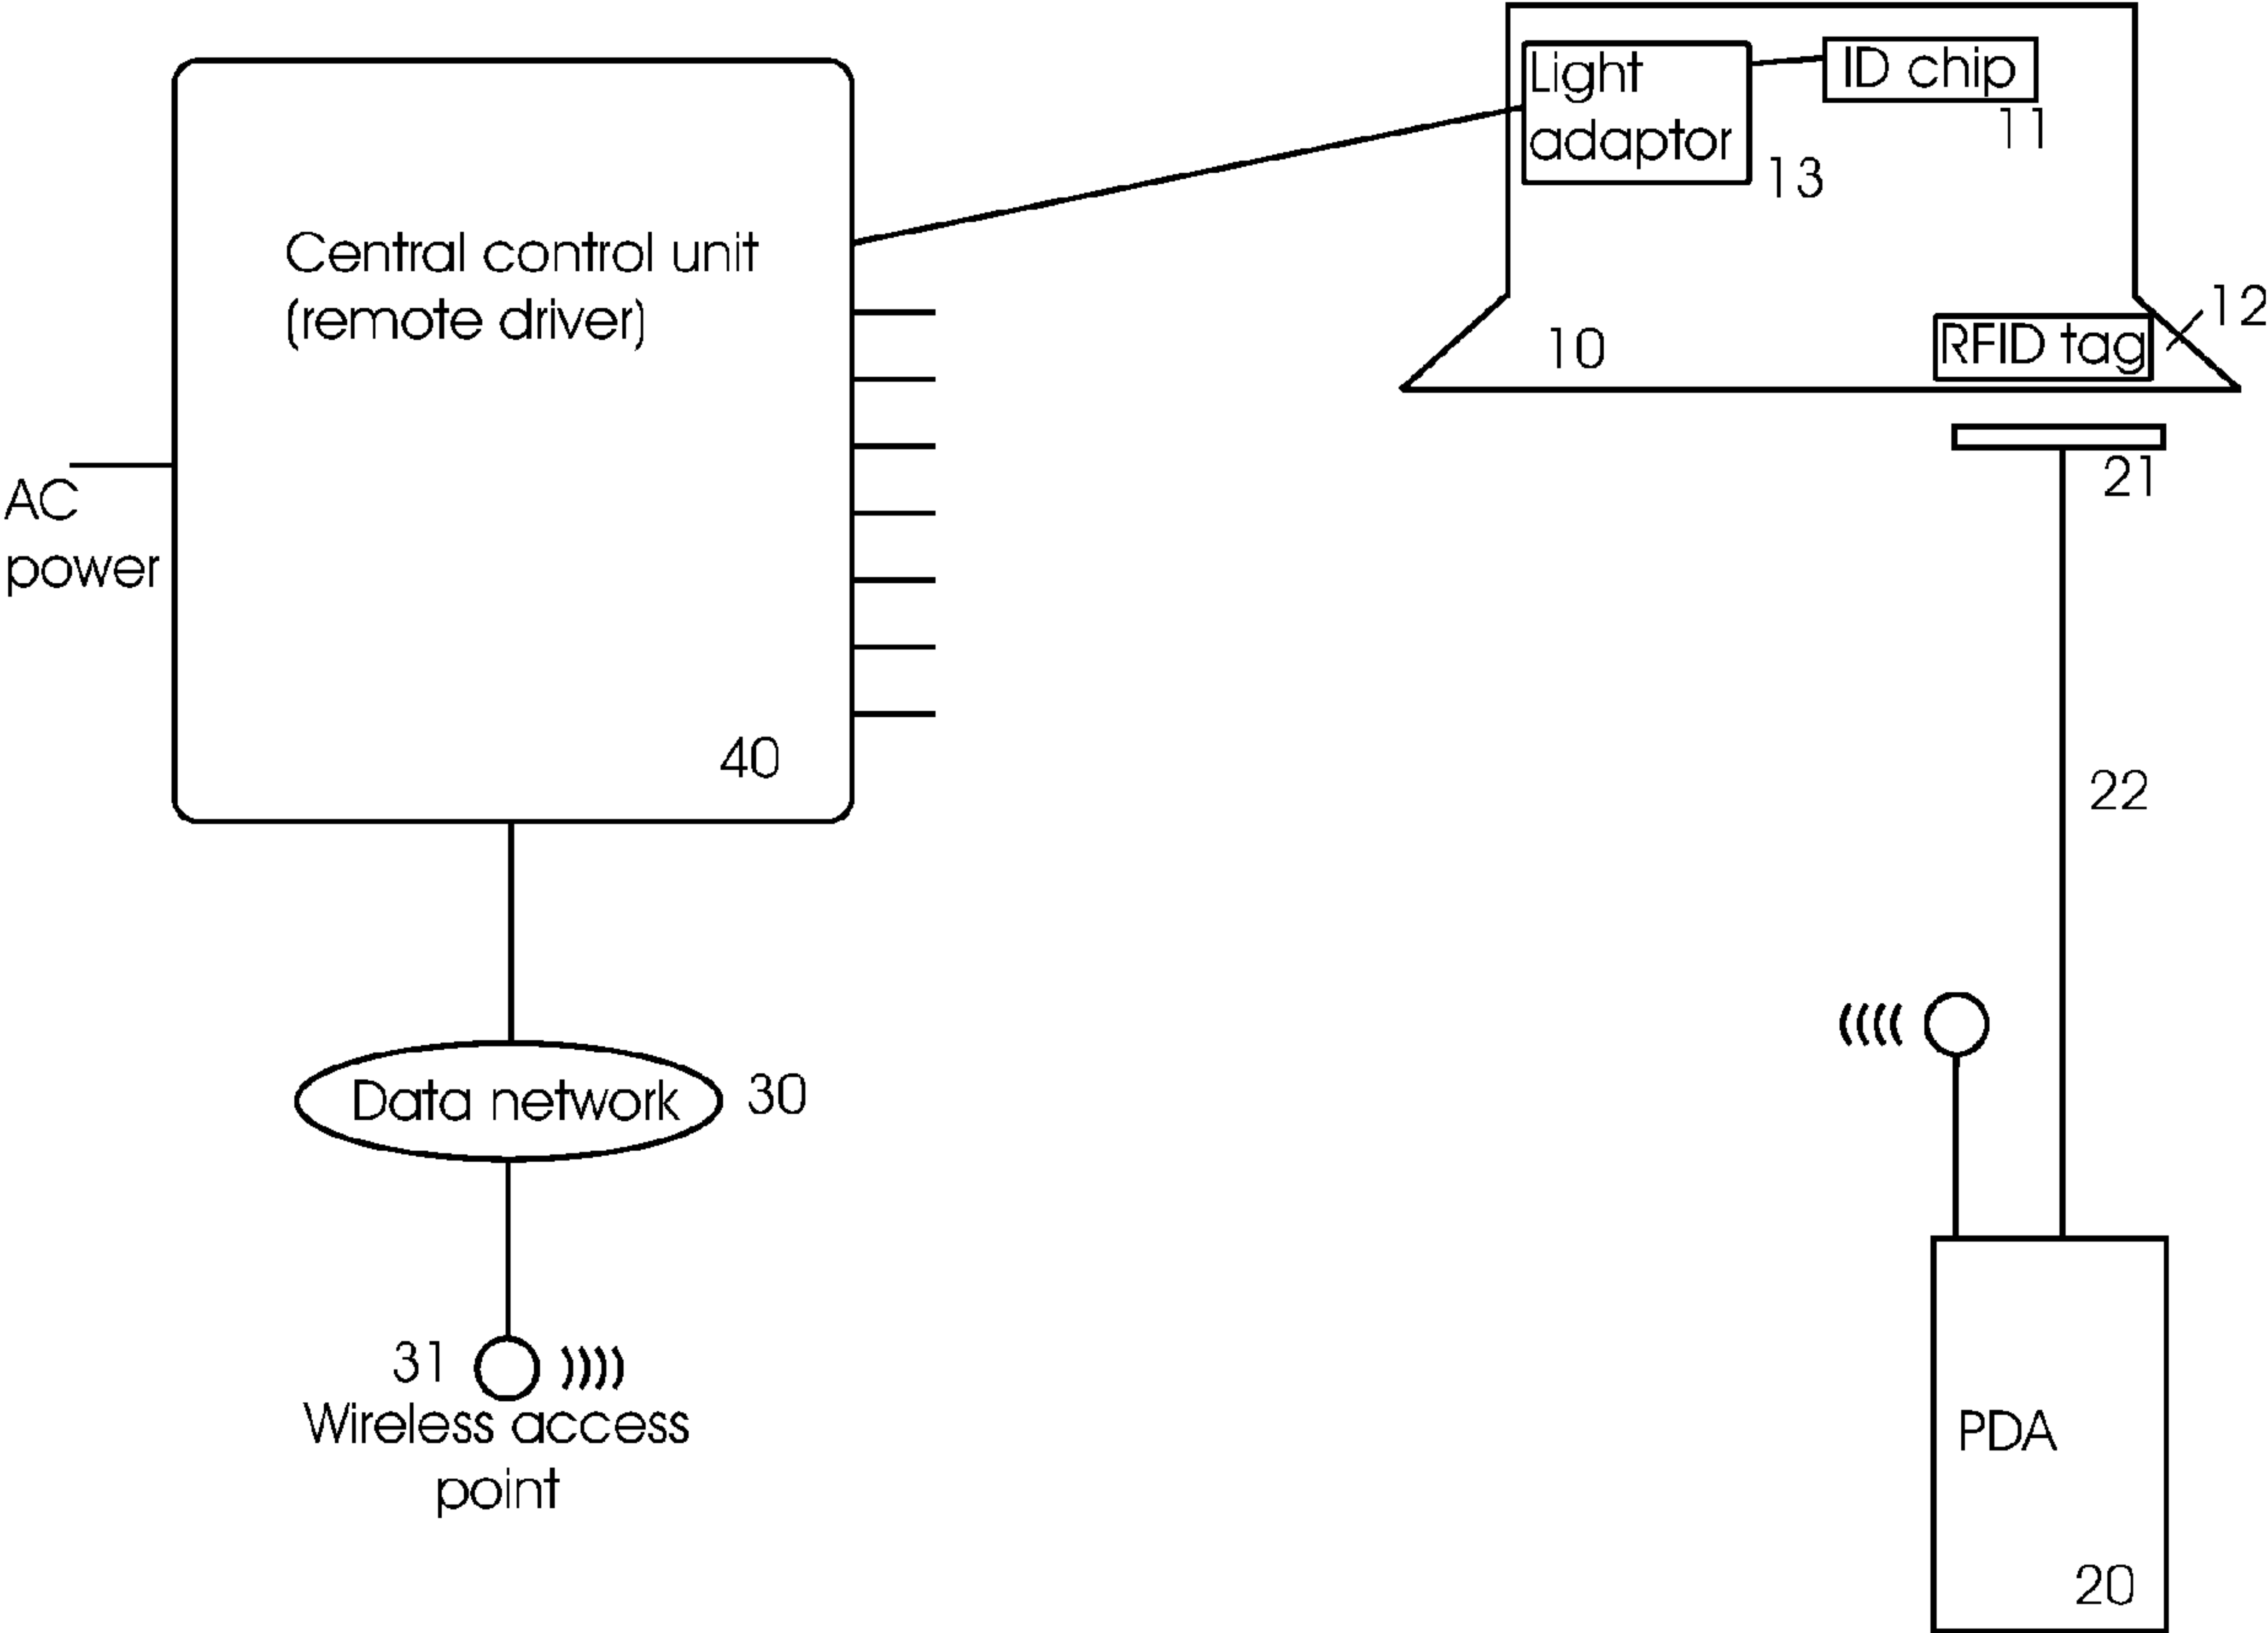 Light
adaptor
ID chip
11
13
Central control unit
(remote driver)
12
10
RFID tag
21
AC
power
40
22
Data network
30
31
Wireless access
point
PDA
20